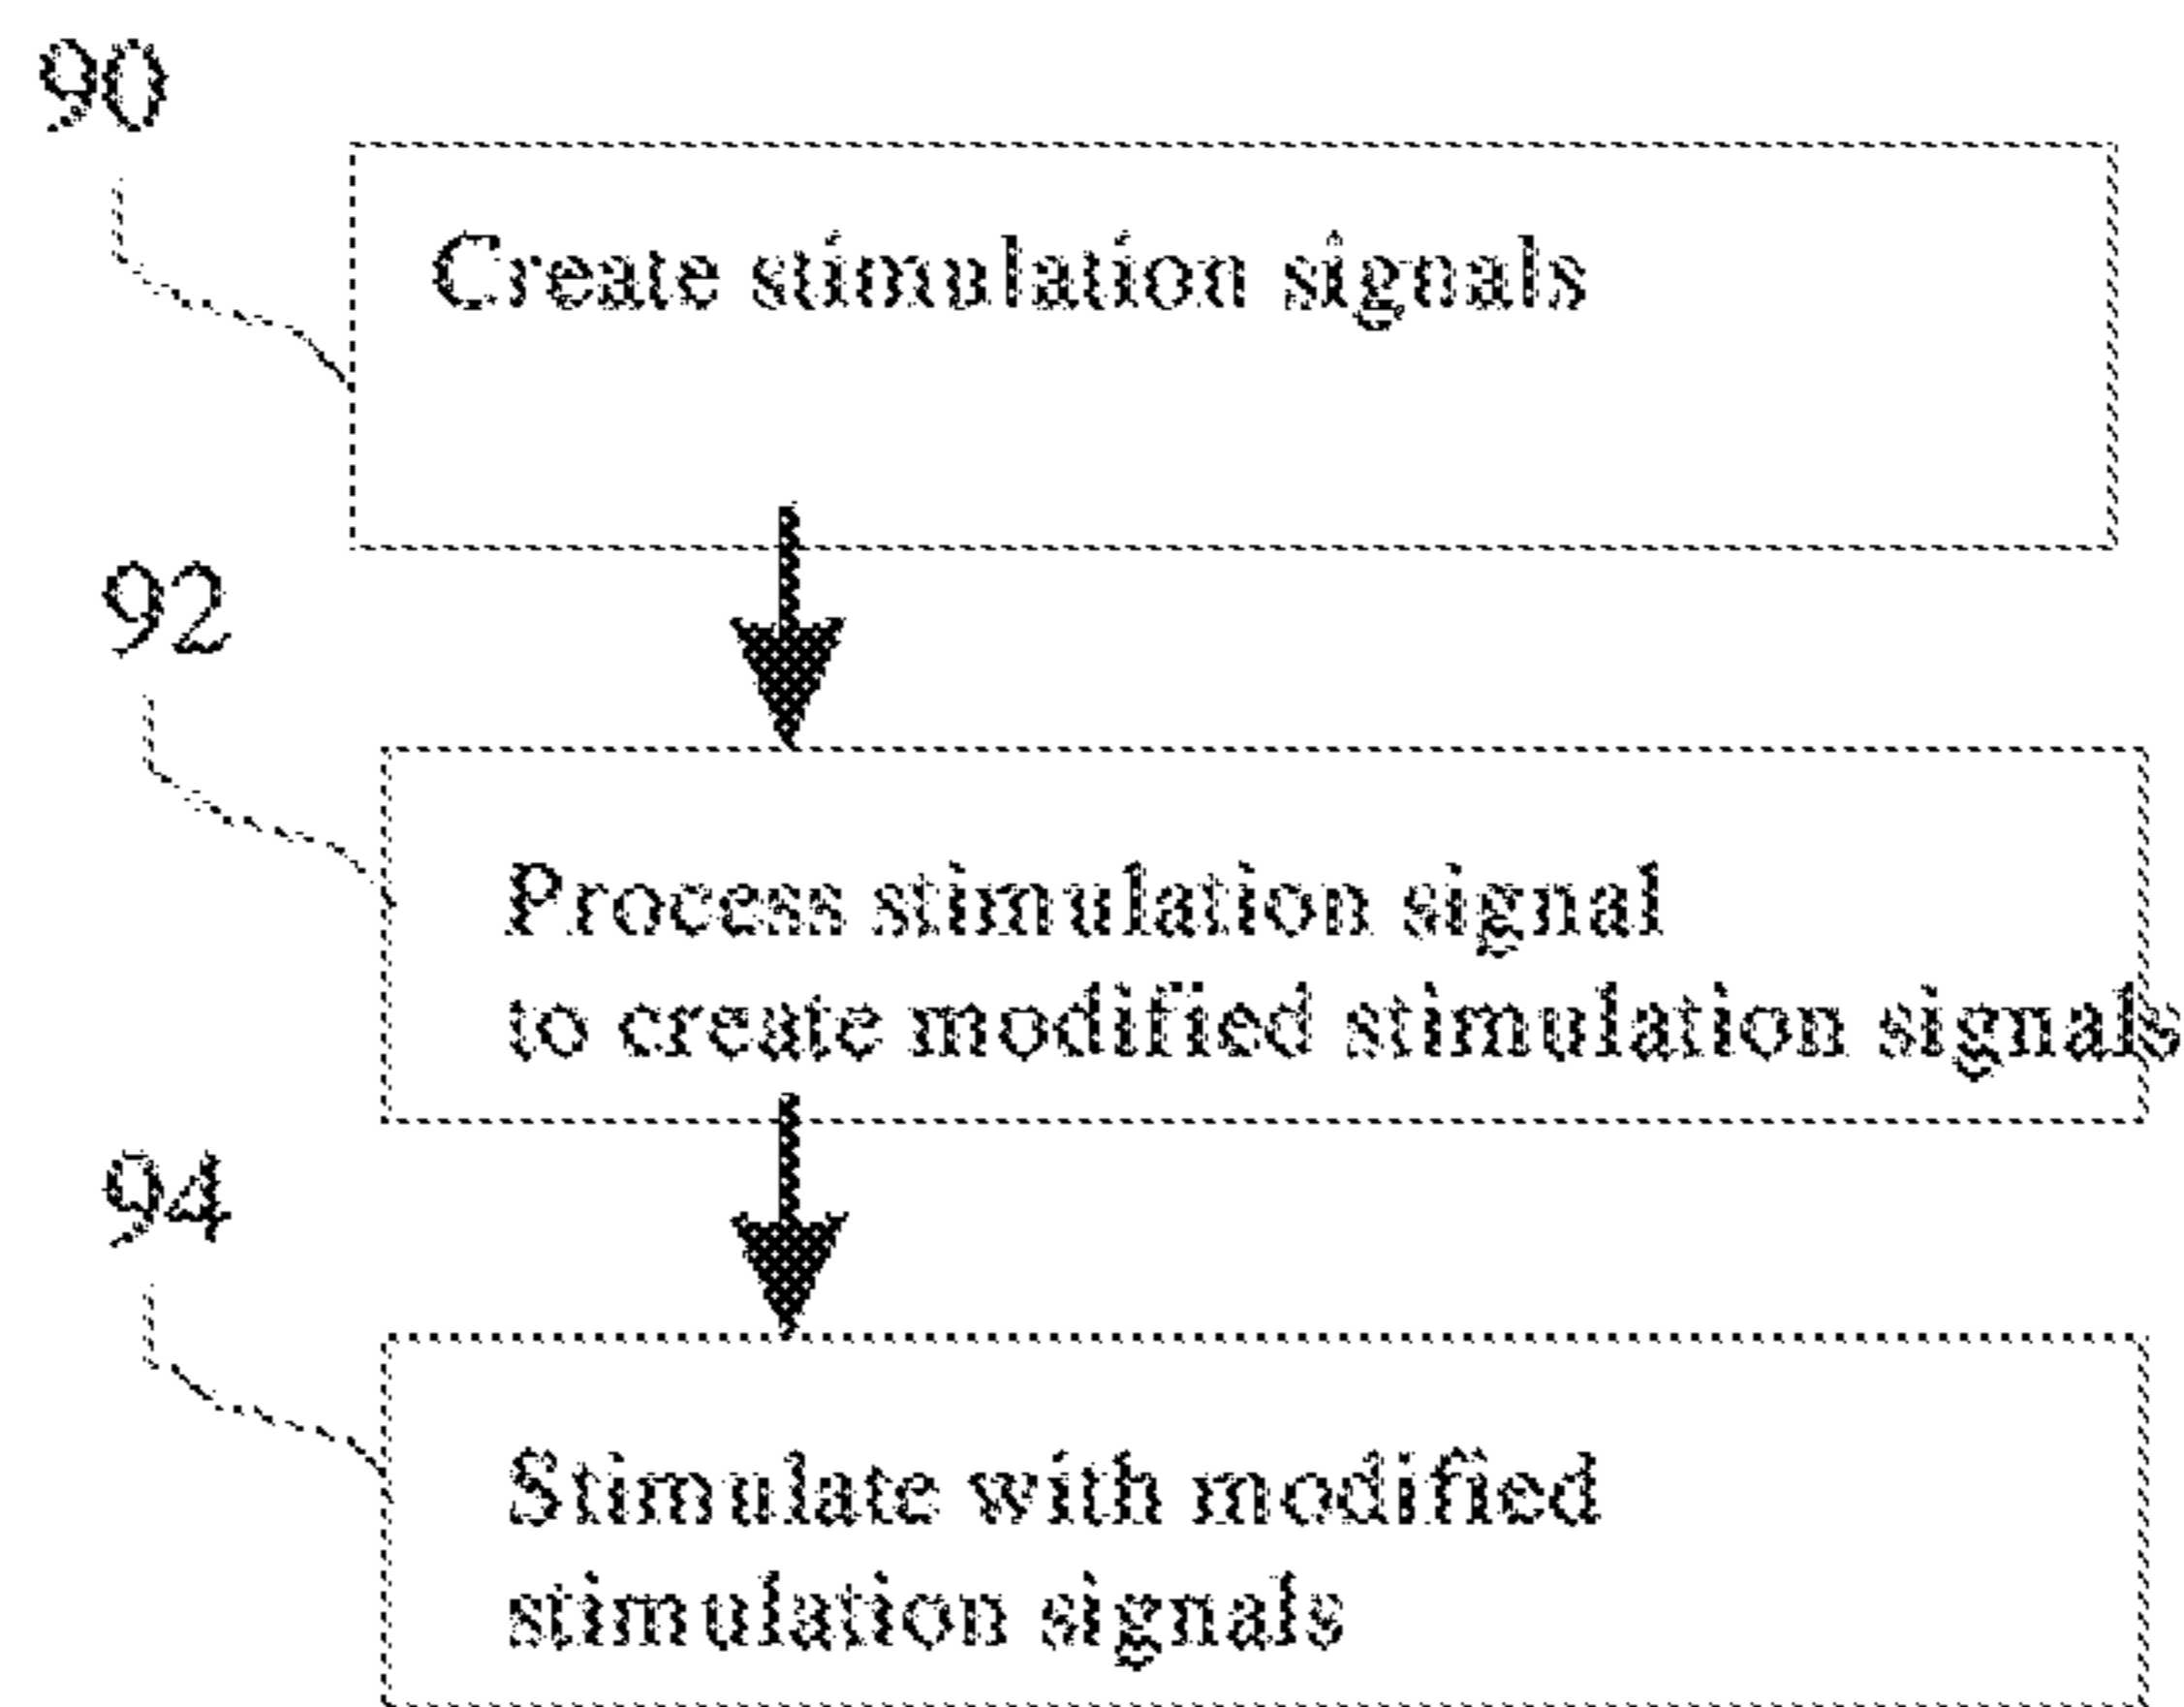 90
Create stimulation signals
92
Process stimulation signal
to create modified stimulation signals
94
Stimulate with modified
stimulation signals